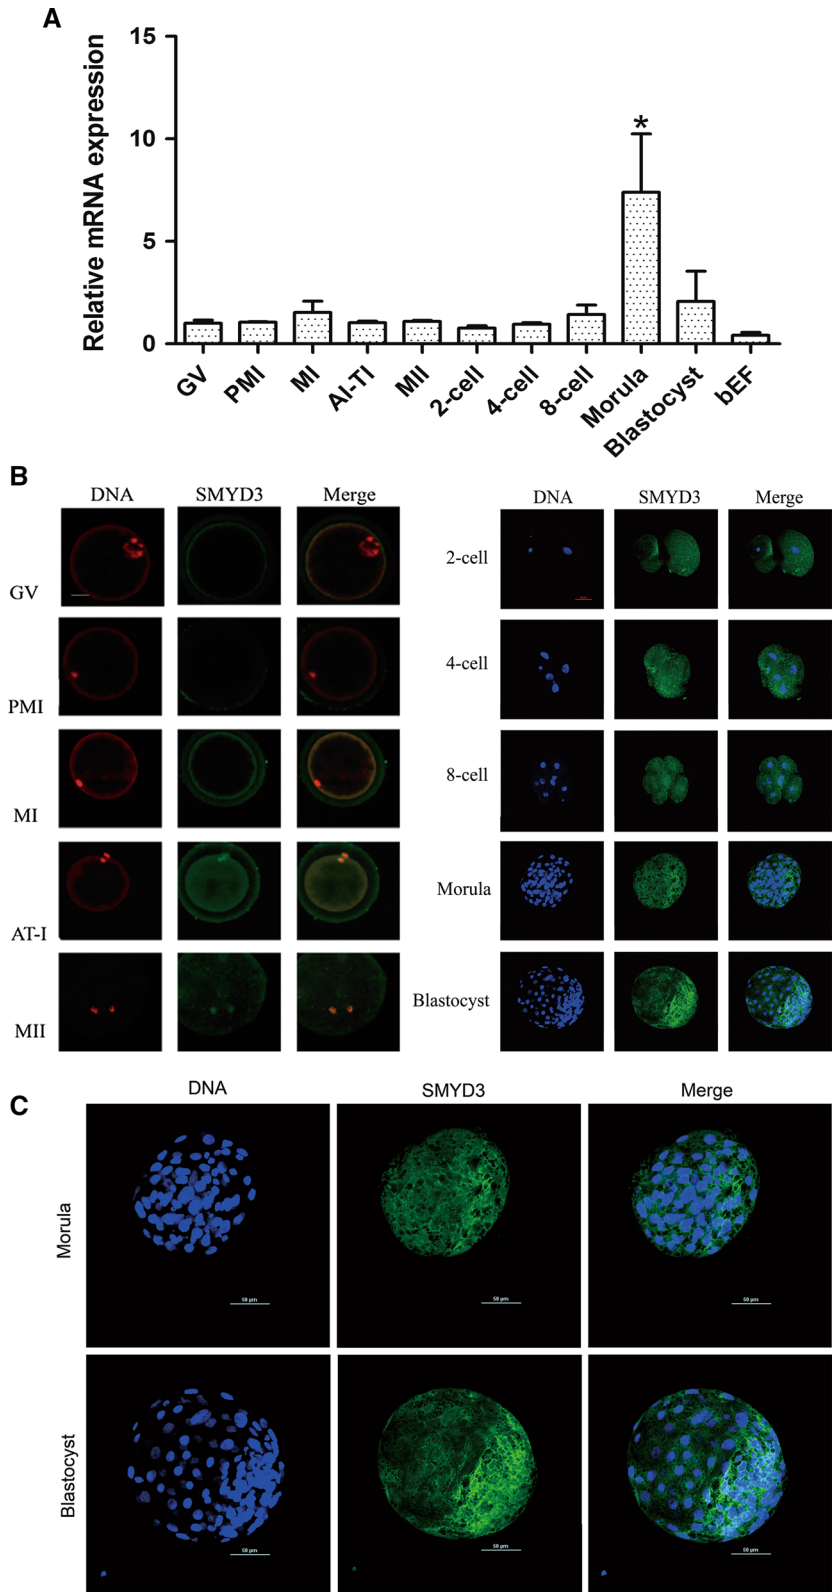 A
Relative mRNA expression
15
10
5
0
*
GV
PMI
MI
AI-TI
MII
2-cell
4-cell
8-cell
Morula
Blastocyst
bEF
B
DNA SMYD3 Merge
GV
PMI
MI
AT-I
MII
DNA SMYD3 Merge
2-cell
4-cell
8-cell
Morula
Blastocyst
C
DNA SMYD3 Merge
Morula
50 µm 50 µm 50 µm
Blastocyst
50 µm 50 µm 50 µm